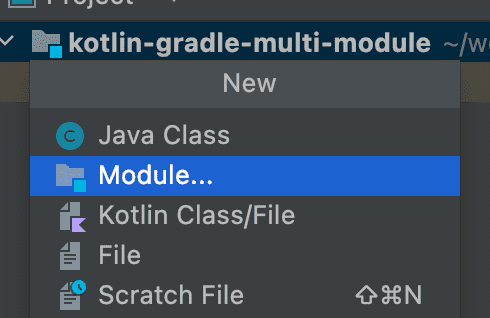 Project
kotlin-gradle-multi-module ~/w
New
Java Class
Module...
Kotlin Class/File
File
Scratch File ⇧⌘N